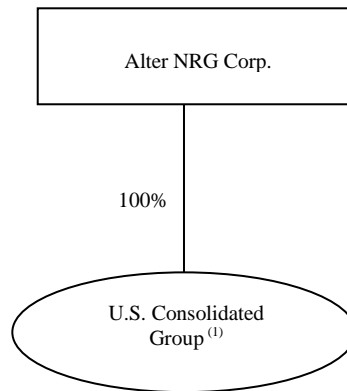 Alter NRG Corp.
100%
U.S. Consolidated
Group (1)